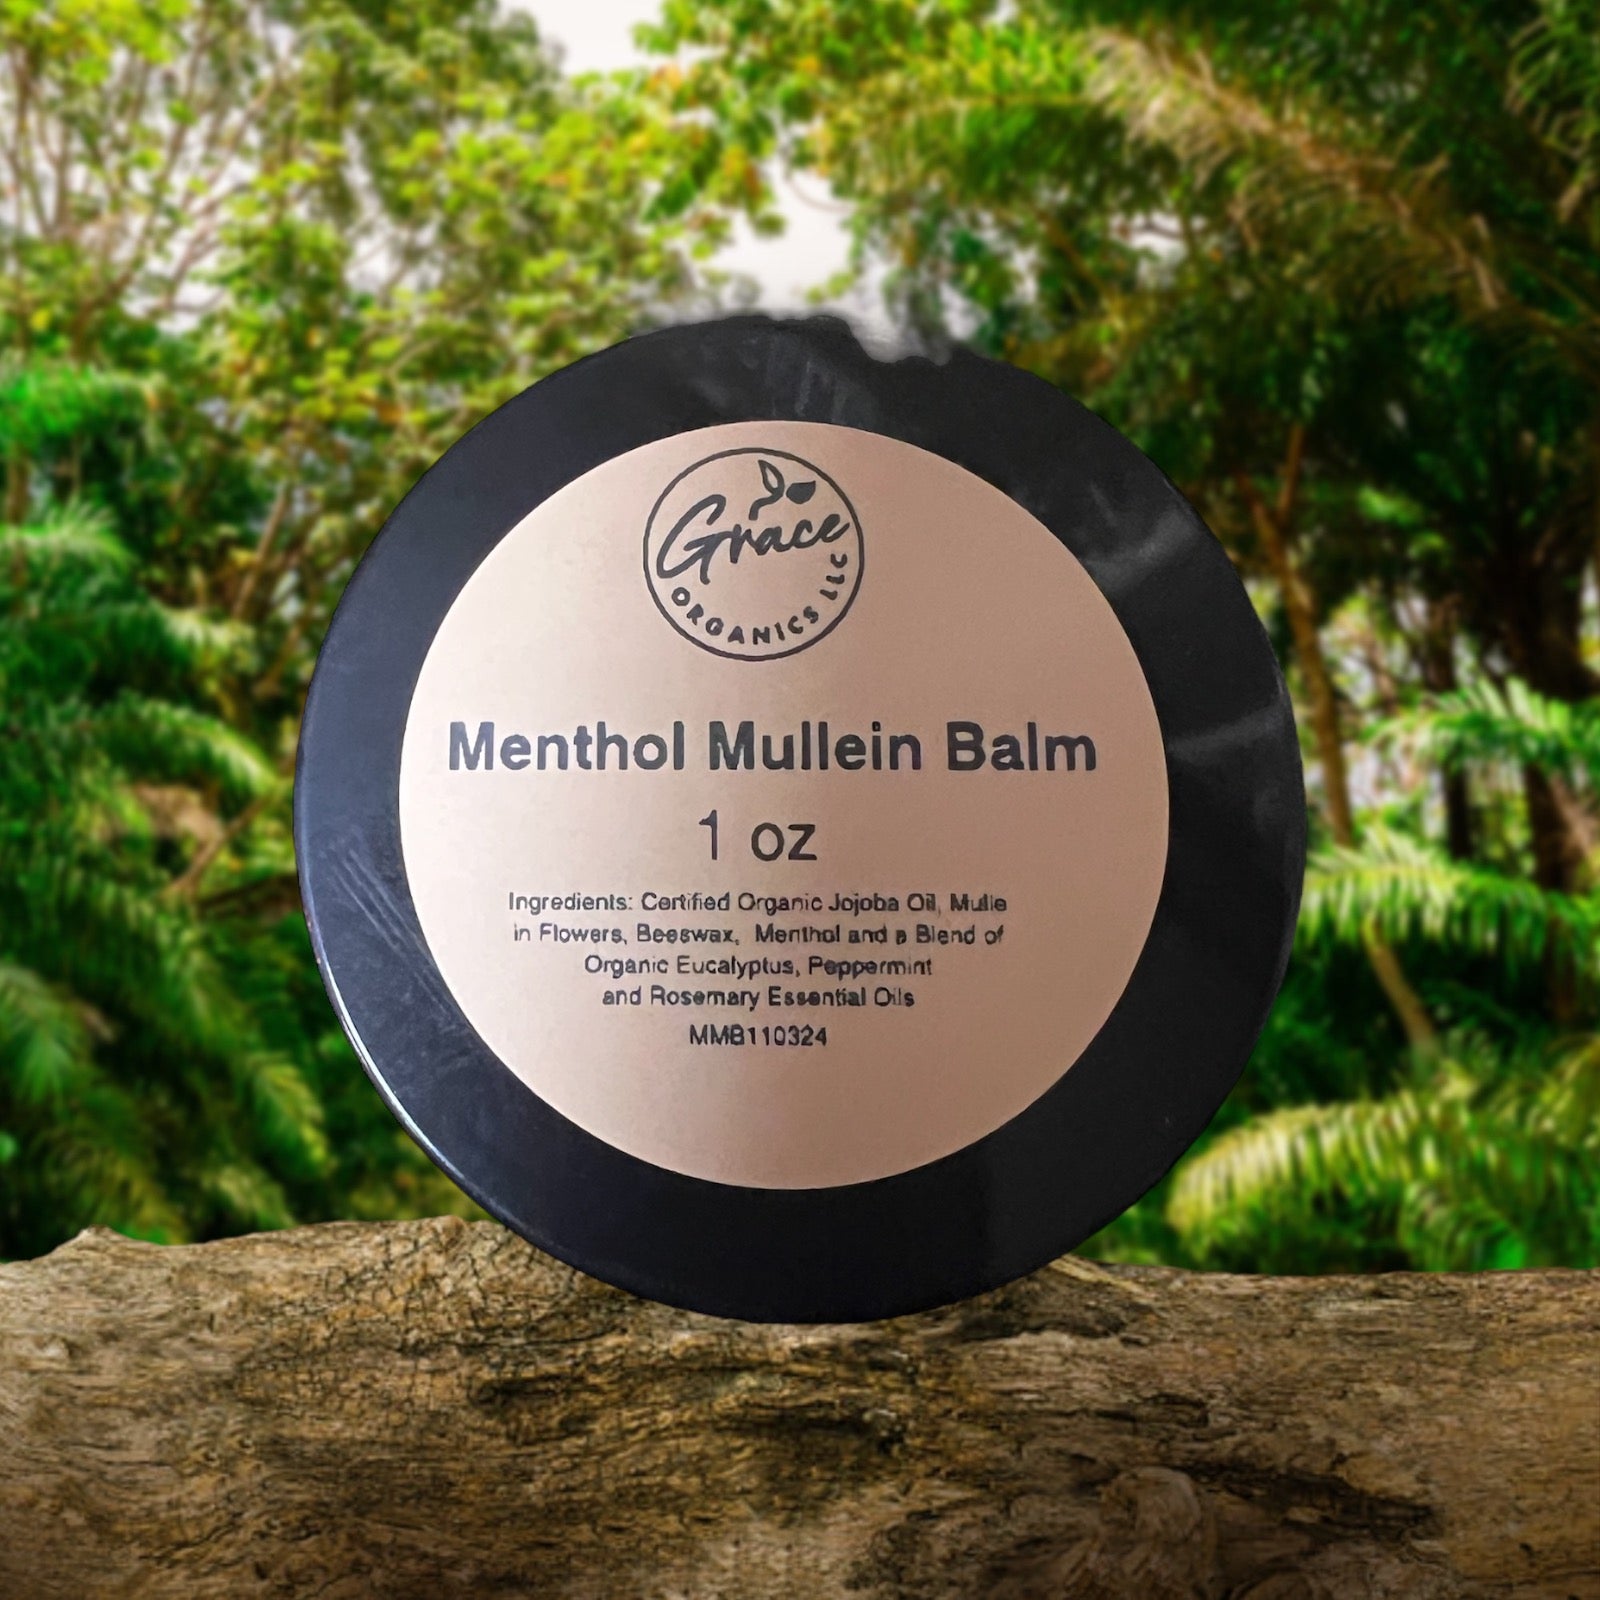 Grace
ORGANICS LLC
Menthol Mullein Balm
1 oz
Ingredients: Certified Organic Jojoba Oil, Mulle
in Flowers, Beeswax, Menthol and a Blend of
Organic Eucalyptus, Peppermint
and Rosemary Essential Oils
MMB110324